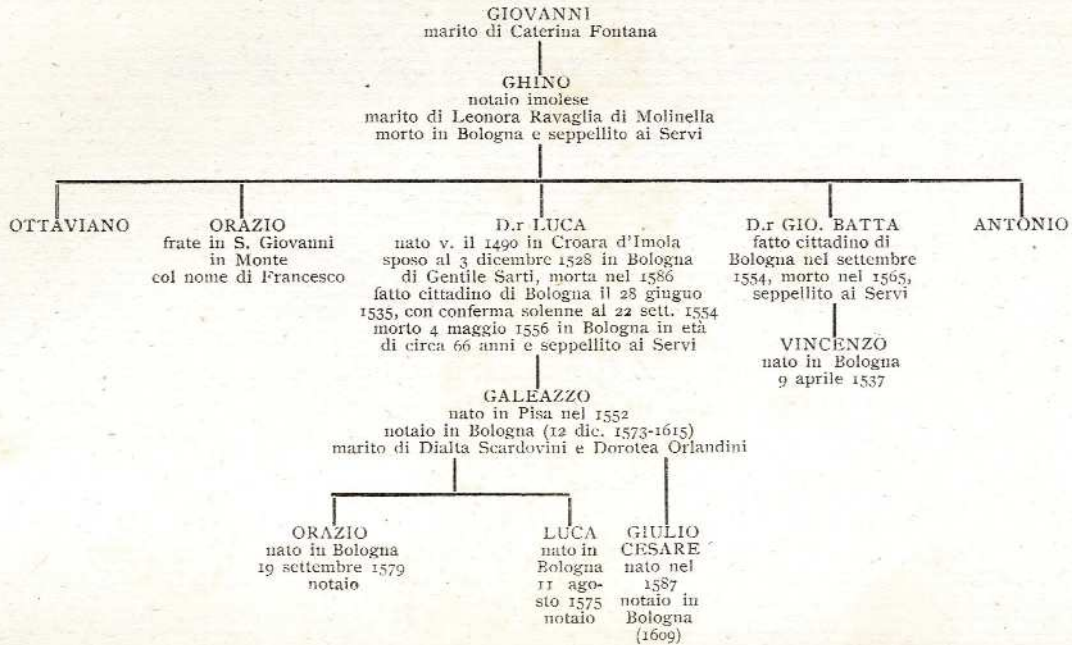 GIOVANNI
marito di Caterina Fontana
GHINO
notaio imolese
marito di Leonora Ravaglia di Molinella
morto in Bologna e seppellito ai Servi
OTTAVIANO
ORAZIO
frate in S. Giovanni
in Monte
col nome di Francesco
D.r LUCA
nato v. il 1490 in Croara d'Imola
sposo al 3 dicembre 1528 in Bologna
di Gentile Sarti, morta nel 1586
fatto cittadino di Bologna il 28 giugno
1535, con conferma solenne al 22 sett. 1554
morto 4 maggio 1556 in Bologna in età
di circa 66 anni e seppellito ai Servi
D.r GIO. BATTA
fatto cittadino di
Bologna nel settembre
1554, morto nel 1565,
seppellito ai Servi
ANTONIO
VINCENZO
nato in Bologna
9 aprile 1537
GALEAZZO
nato in Pisa nel 1552
notaio in Bologna (12 dic. 1573-1615)
marito di Dialta Scardovini e Dorotea Orlandini
ORAZIO
nato in Bologna
19 settembre 1579
notaio
LUCA
nato in
Bologna
11 ago-
sto 1575
notaio
GIULIO
CESARE
nato nel
1587
notaio in
Bologna
(1609)